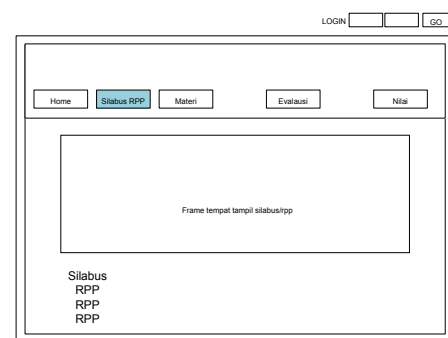 LOGIN GO
Home Silabus RPP Materi Evalausi Nilai
Frame tempat tampil silabus/rpp
Silabus
RPP
RPP
RPP